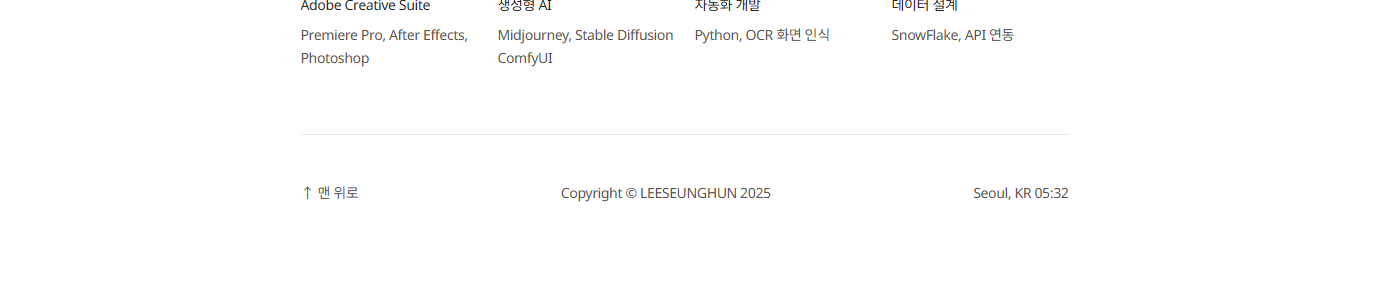 Adobe Creative Suite
생성형 AI
자동화 개발
데이터 설계
Premiere Pro, After Effects,
Photoshop
Midjourney, Stable Diffusion
ComfyUI
Python, OCR 화면 인식
SnowFlake, API 연동
↑ 맨 위로
Copyright © LEESEUNGHUN 2025
Seoul, KR 05:32